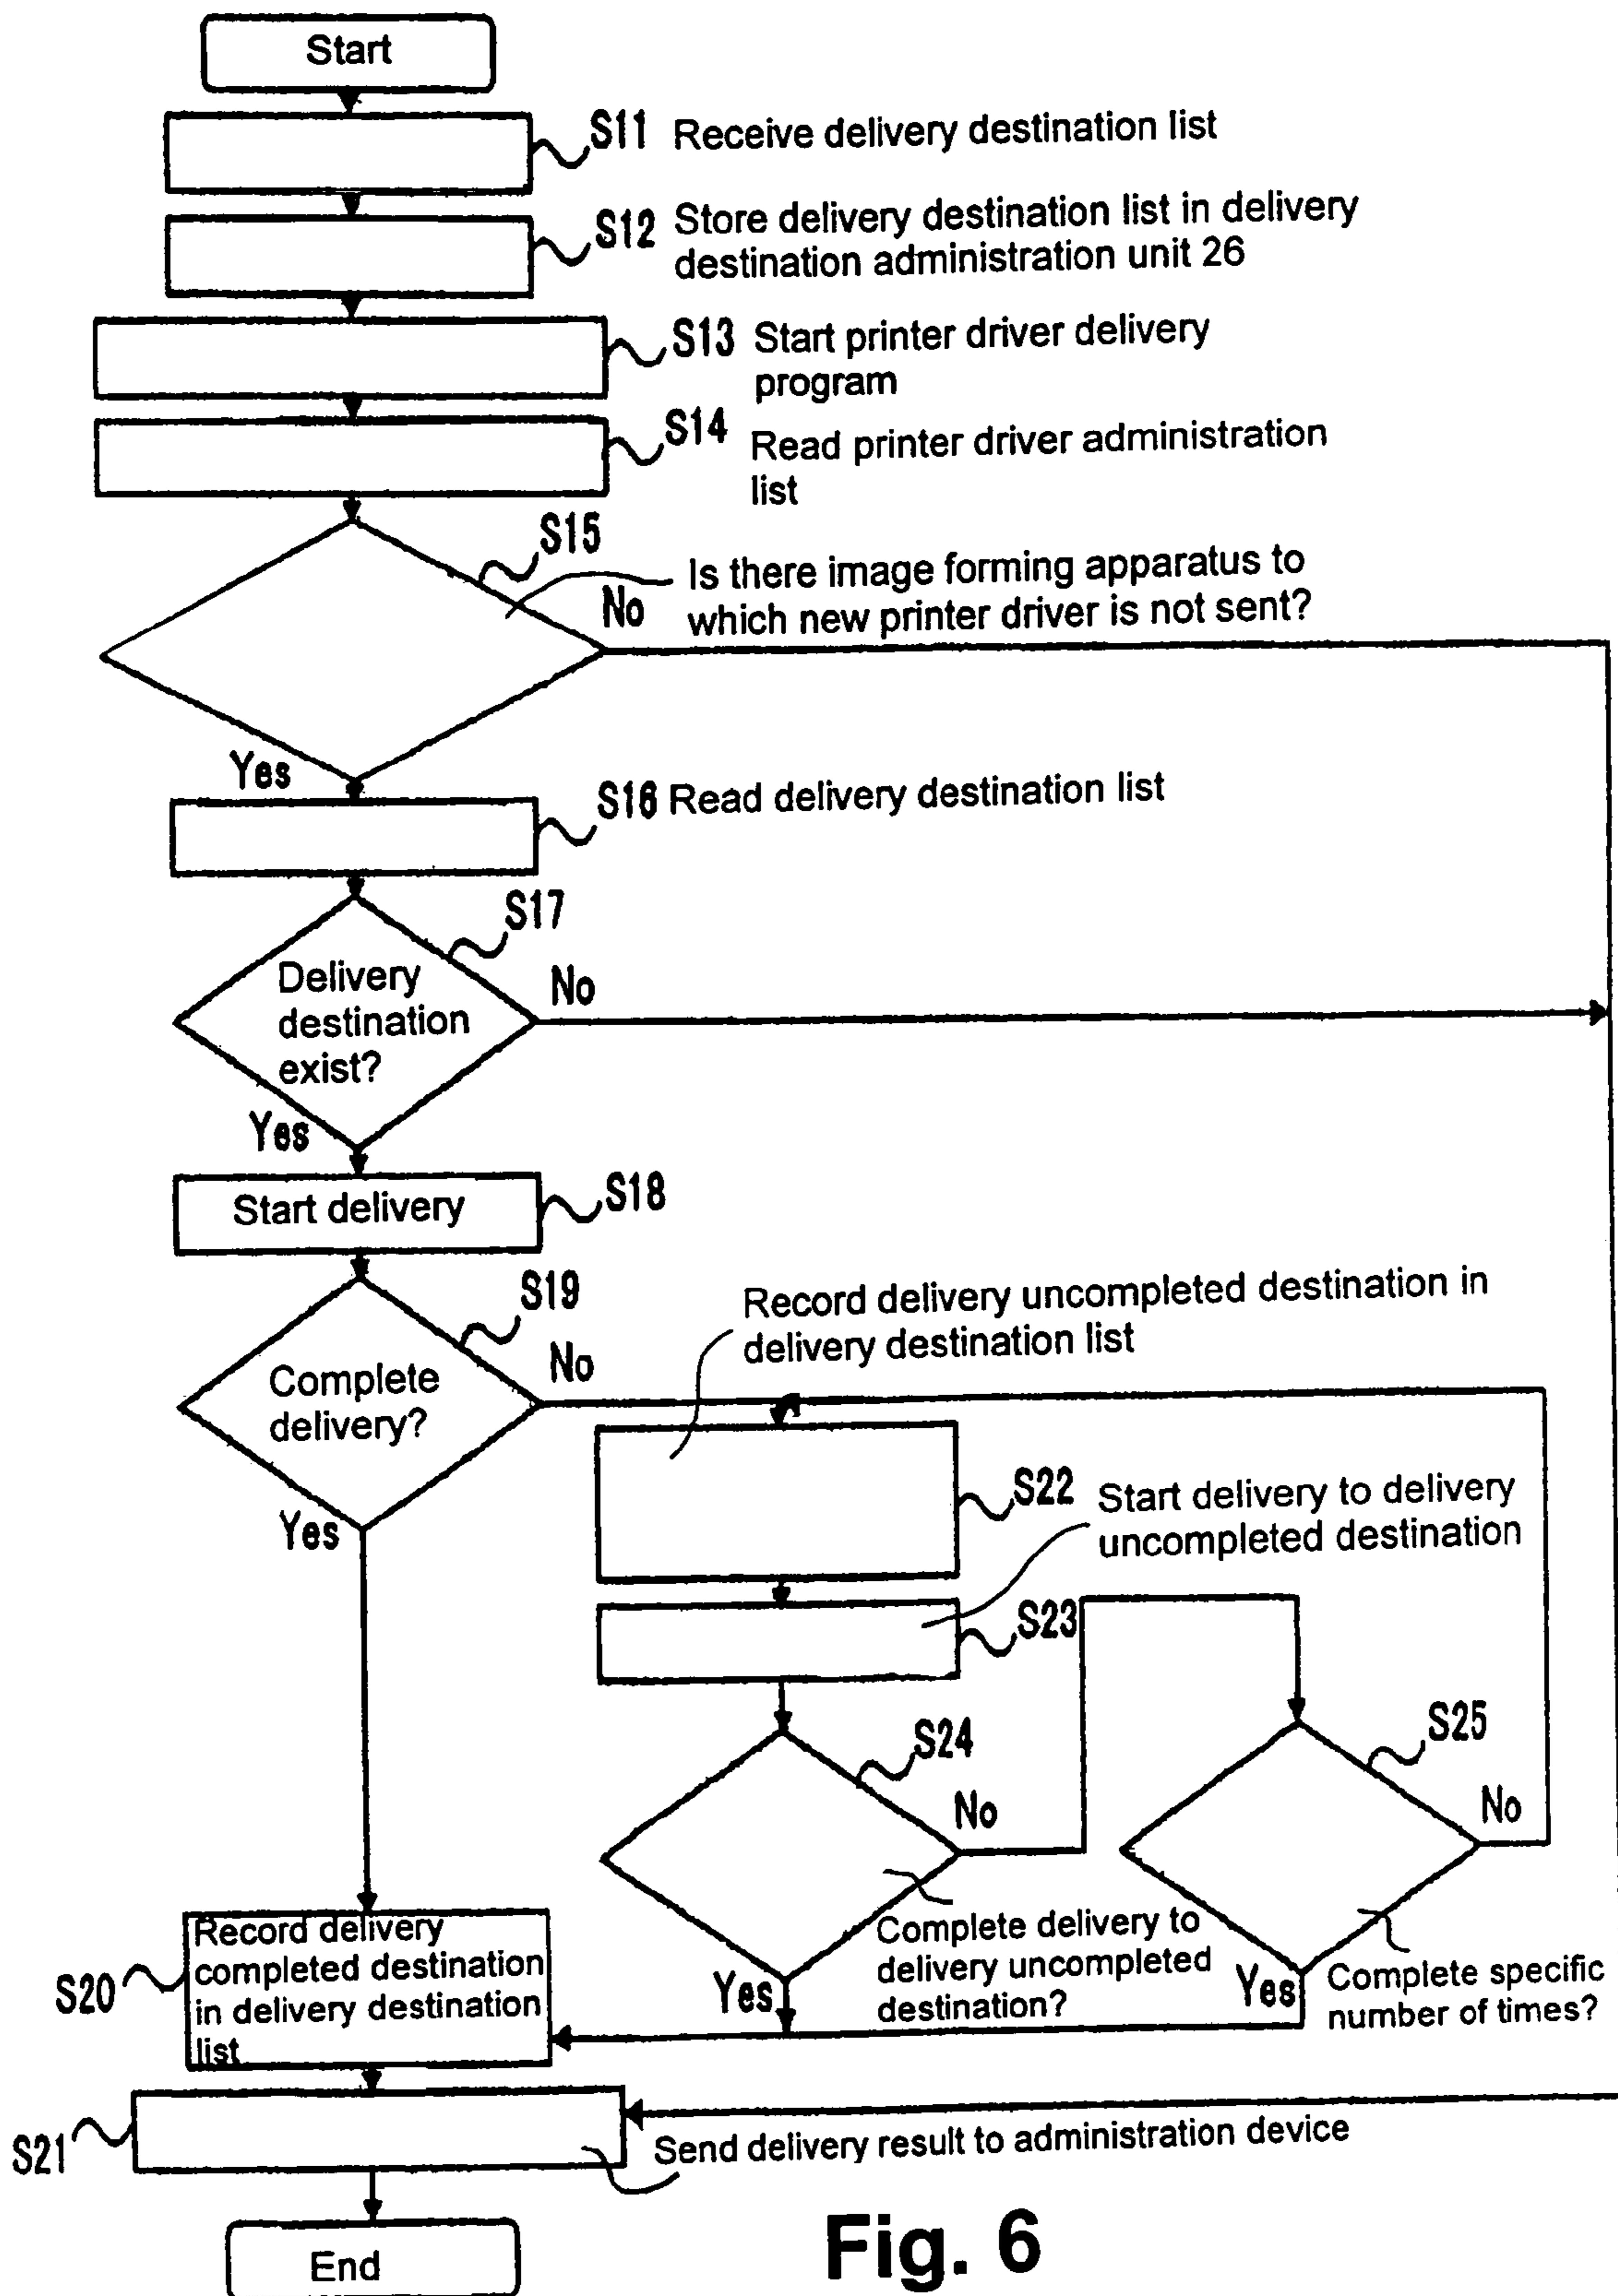 Start
S11 Receive delivery destination list
S12 Store delivery destination list in delivery
destination administration unit 26
S13 Start printer driver delivery
program
S14 Read printer driver administration
list
S15
Is there image forming apparatus to
which new printer driver is not sent?
No
Yes
S16 Read delivery destination list
S17
Delivery
destination
exist?
No
Yes
Start delivery
S18
S19
Complete
delivery?
No
Yes
Record delivery uncompleted destination in
delivery destination list
S22
Start delivery to delivery
uncompleted destination
S23
S24
No
S25
No
Complete delivery to
delivery uncompleted
destination?
Yes
Yes
Complete specific
number of times?
S20
Record delivery
completed destination
in delivery destination
list
S21
Send delivery result to administration device
End
Fig. 6